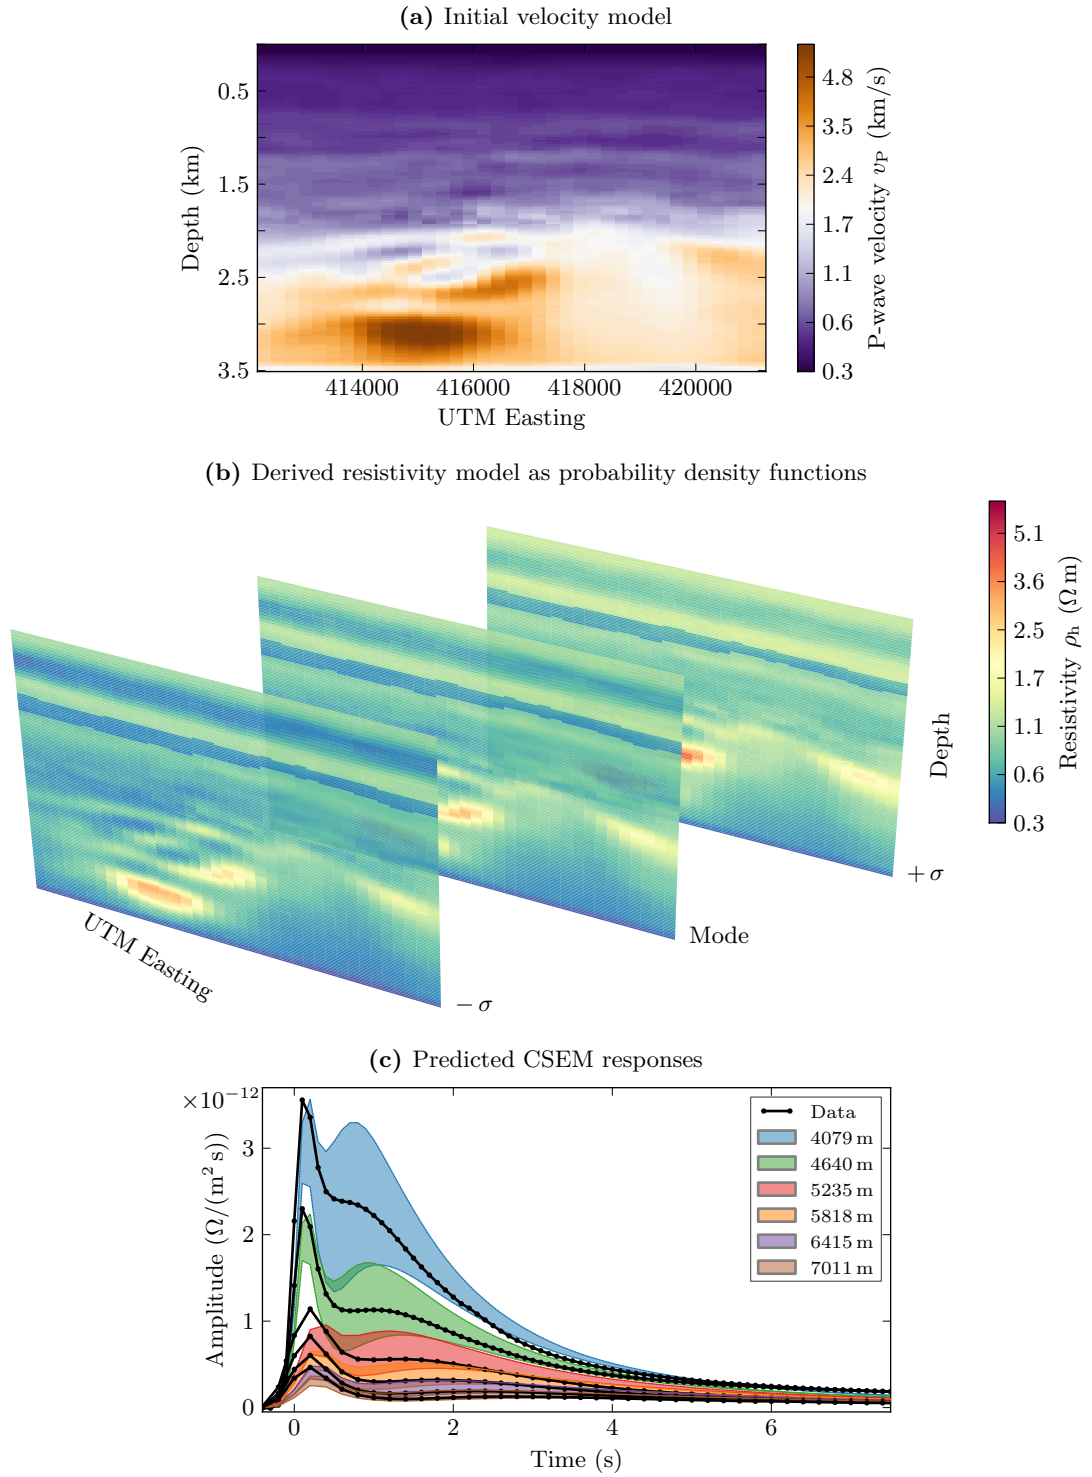 (a) Initial velocity model
0.5
1.5
2.5
3.5
Depth (km)
414000 416000 418000 420000
UTM Easting
4.8
3.5
2.4
1.7
1.1
0.6
0.3
P-wave velocity vP (km/s)
(b) Derived resistivity model as probability density functions
5.1
3.6
2.5
1.7
1.1
0.6
0.3
Resistivity ρh (Ω m)
Depth
+ σ
Mode
− σ
UTM Easting
(c) Predicted CSEM responses
×10−12
3
2
1
0
Amplitude (Ω/(m2 s))
Data
4079 m
4640 m
5235 m
5818 m
6415 m
7011 m
0 2 4 6
Time (s)